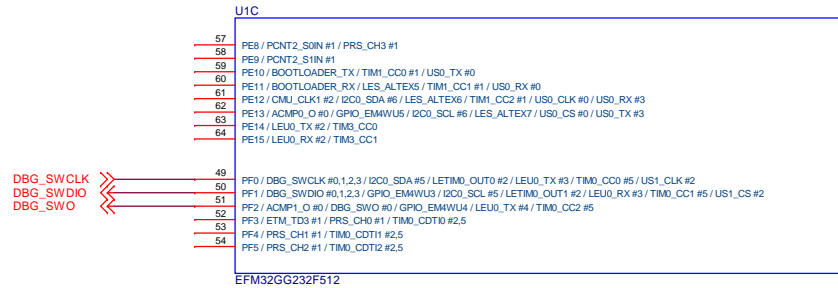 U1C
57 PE8 / PCNT2_S0IN #1 / PRS_CH3 #1
58 PE9 / PCNT2_S1IN #1
59 PE10 / BOOTLOADER_TX / TIM1_CC0 #1 / US0_TX #0
60 PE11 / BOOTLOADER_RX / LES_ALTEX5 / TIM1_CC1 #1 / US0_RX #0
61 PE12 / CMU_CLK1 #2 / I2C0_SDA #6 / LES_ALTEX6 / TIM1_CC2 #1 / US0_CLK #0 / US0_RX #3
62 PE13 / ACMP0_O #0 / GPIO_EM4WU5 / I2C0_SCL #6 / LES_ALTEX7 / US0_CS #0 / US0_TX #3
63 PE14 / LEU0_TX #2 / TIM3_CC0
64 PE15 / LEU0_RX #2 / TIM3_CC1
DBG_SWCLK 49 PF0 / DBG_SWCLK #0,1,2,3 / I2C0_SDA #5 / LETIM0_OUT0 #2 / LEU0_TX #3 / TIM0_CC0 #5 / US1_CLK #2
DBG_SWDIO 50 PF1 / DBG_SWDIO #0,1,2,3 / GPIO_EM4WU3 / I2C0_SCL #5 / LETIM0_OUT1 #2 / LEU0_RX #3 / TIM0_CC1 #5 / US1_CS #2
DBG_SWO 51 PF2 / ACMP1_O #0 / DBG_SWO #0 / GPIO_EM4WU4 / LEU0_TX #4 / TIM0_CC2 #5
52 PF3 / ETM_TD3 #1 / PRS_CH0 #1 / TIM0_CDTI0 #2,5
53 PF4 / PRS_CH1 #1 / TIM0_CDTI1 #2,5
54 PF5 / PRS_CH2 #1 / TIM0_CDTI2 #2,5
EFM32GG232F512